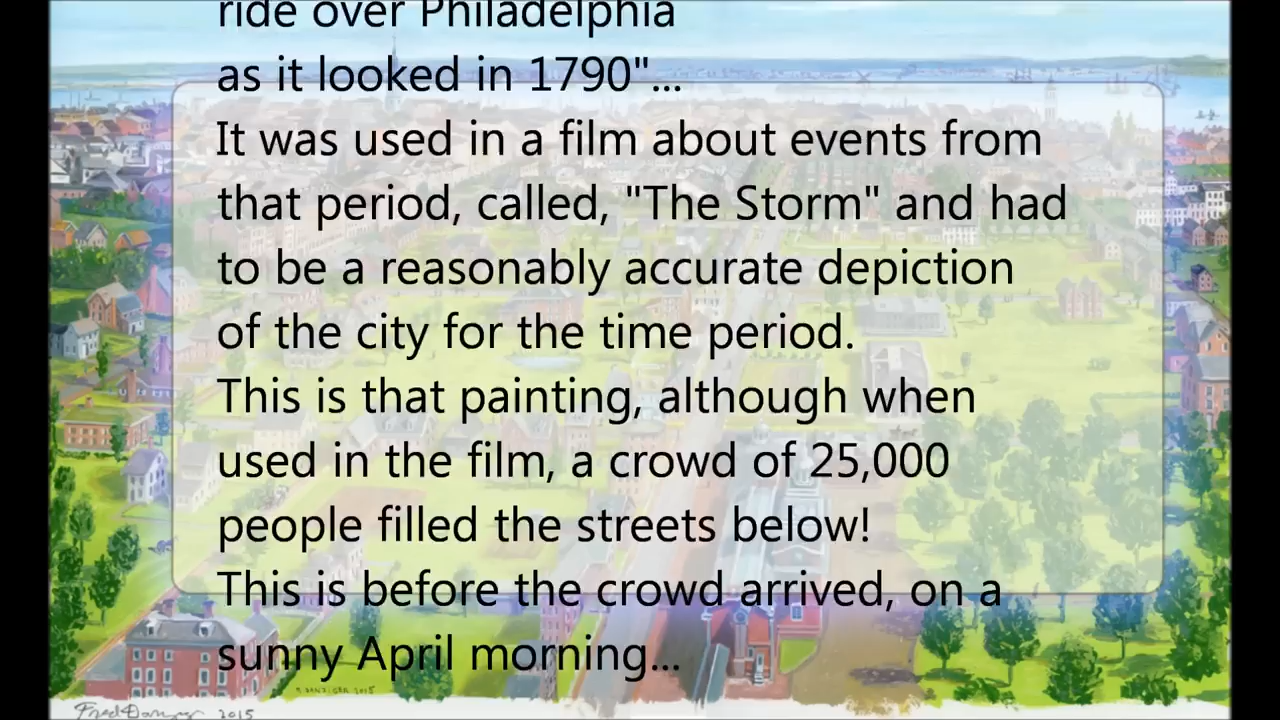 ride over Philadelphia
as it looked in 1790"...
It was used in a film about events from
that period, called, "The Storm" and had
to be a reasonably accurate depiction
of the city for the time period.
This is that painting, although when
used in the film, a crowd of 25,000
people filled the streets below!
This is before the crowd arrived, on a
sunny April morning...
2015